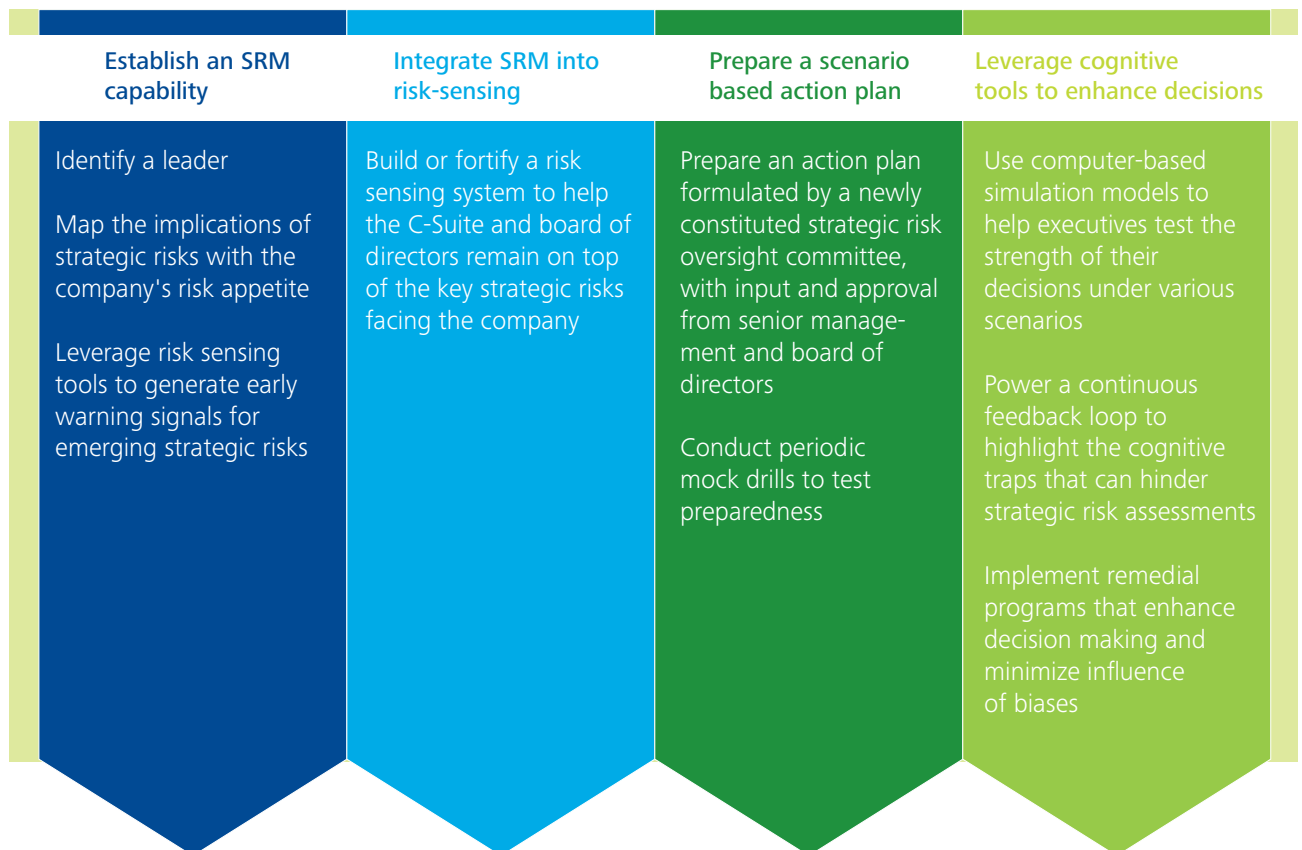 Establish an SRM
capability
Identify a leader
Map the implications of
strategic risks with the
company's risk appetite
Leverage risk sensing
tools to generate early
warning signals for
emerging strategic risks
Integrate SRM into
risk-sensing
Build or fortify a risk
sensing system to help
the C-Suite and board of
directors remain on top
of the key strategic risks
facing the company
Prepare a scenario
based action plan
Prepare an action plan
formulated by a newly
constituted strategic risk
oversight committee,
with input and approval
from senior manage-
ment and board of
directors
Conduct periodic
mock drills to test
preparedness
Leverage cognitive
tools to enhance decisions
Use computer-based
simulation models to
help executives test the
strength of their
decisions under various
scenarios
Power a continuous
feedback loop to
highlight the cognitive
traps that can hinder
strategic risk assessments
Implement remedial
programs that enhance
decision making and
minimize influence
of biases